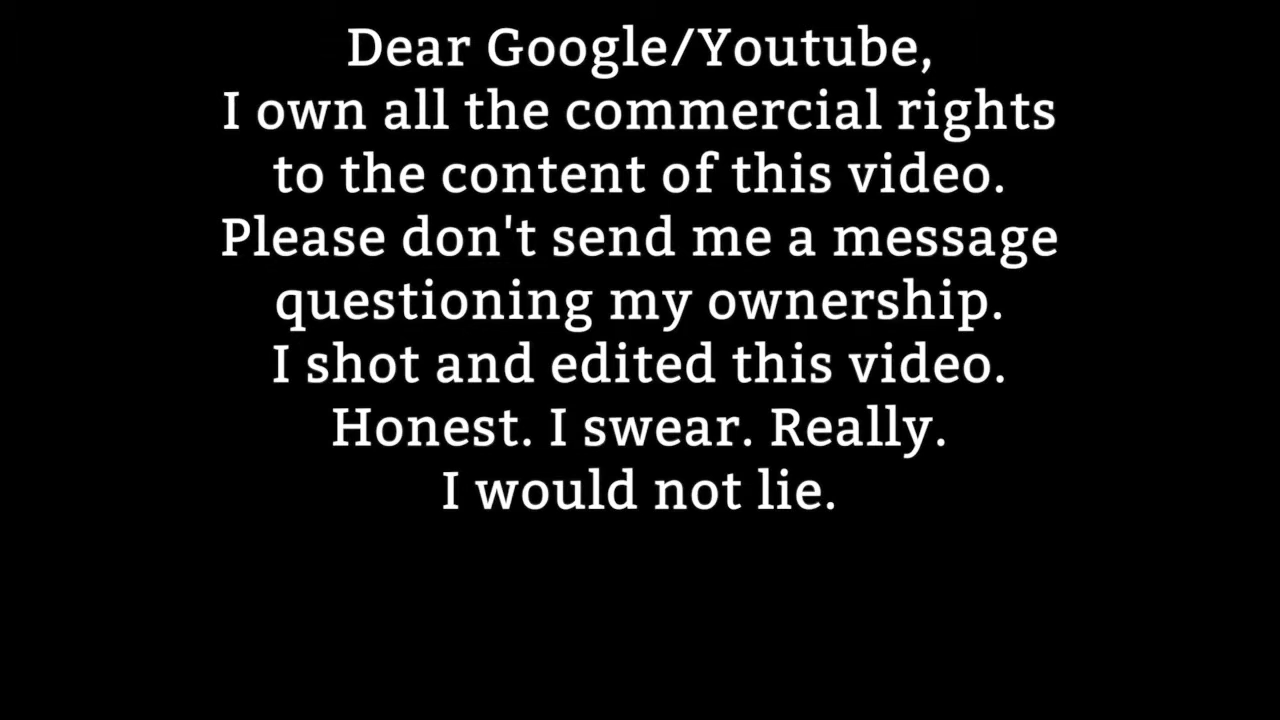 Dear Google/Youtube,
I own all the commercial rights
to the content of this video.
Please don't send me a message
questioning my ownership.
I shot and edited this video.
Honest. I swear. Really.
I would not lie.